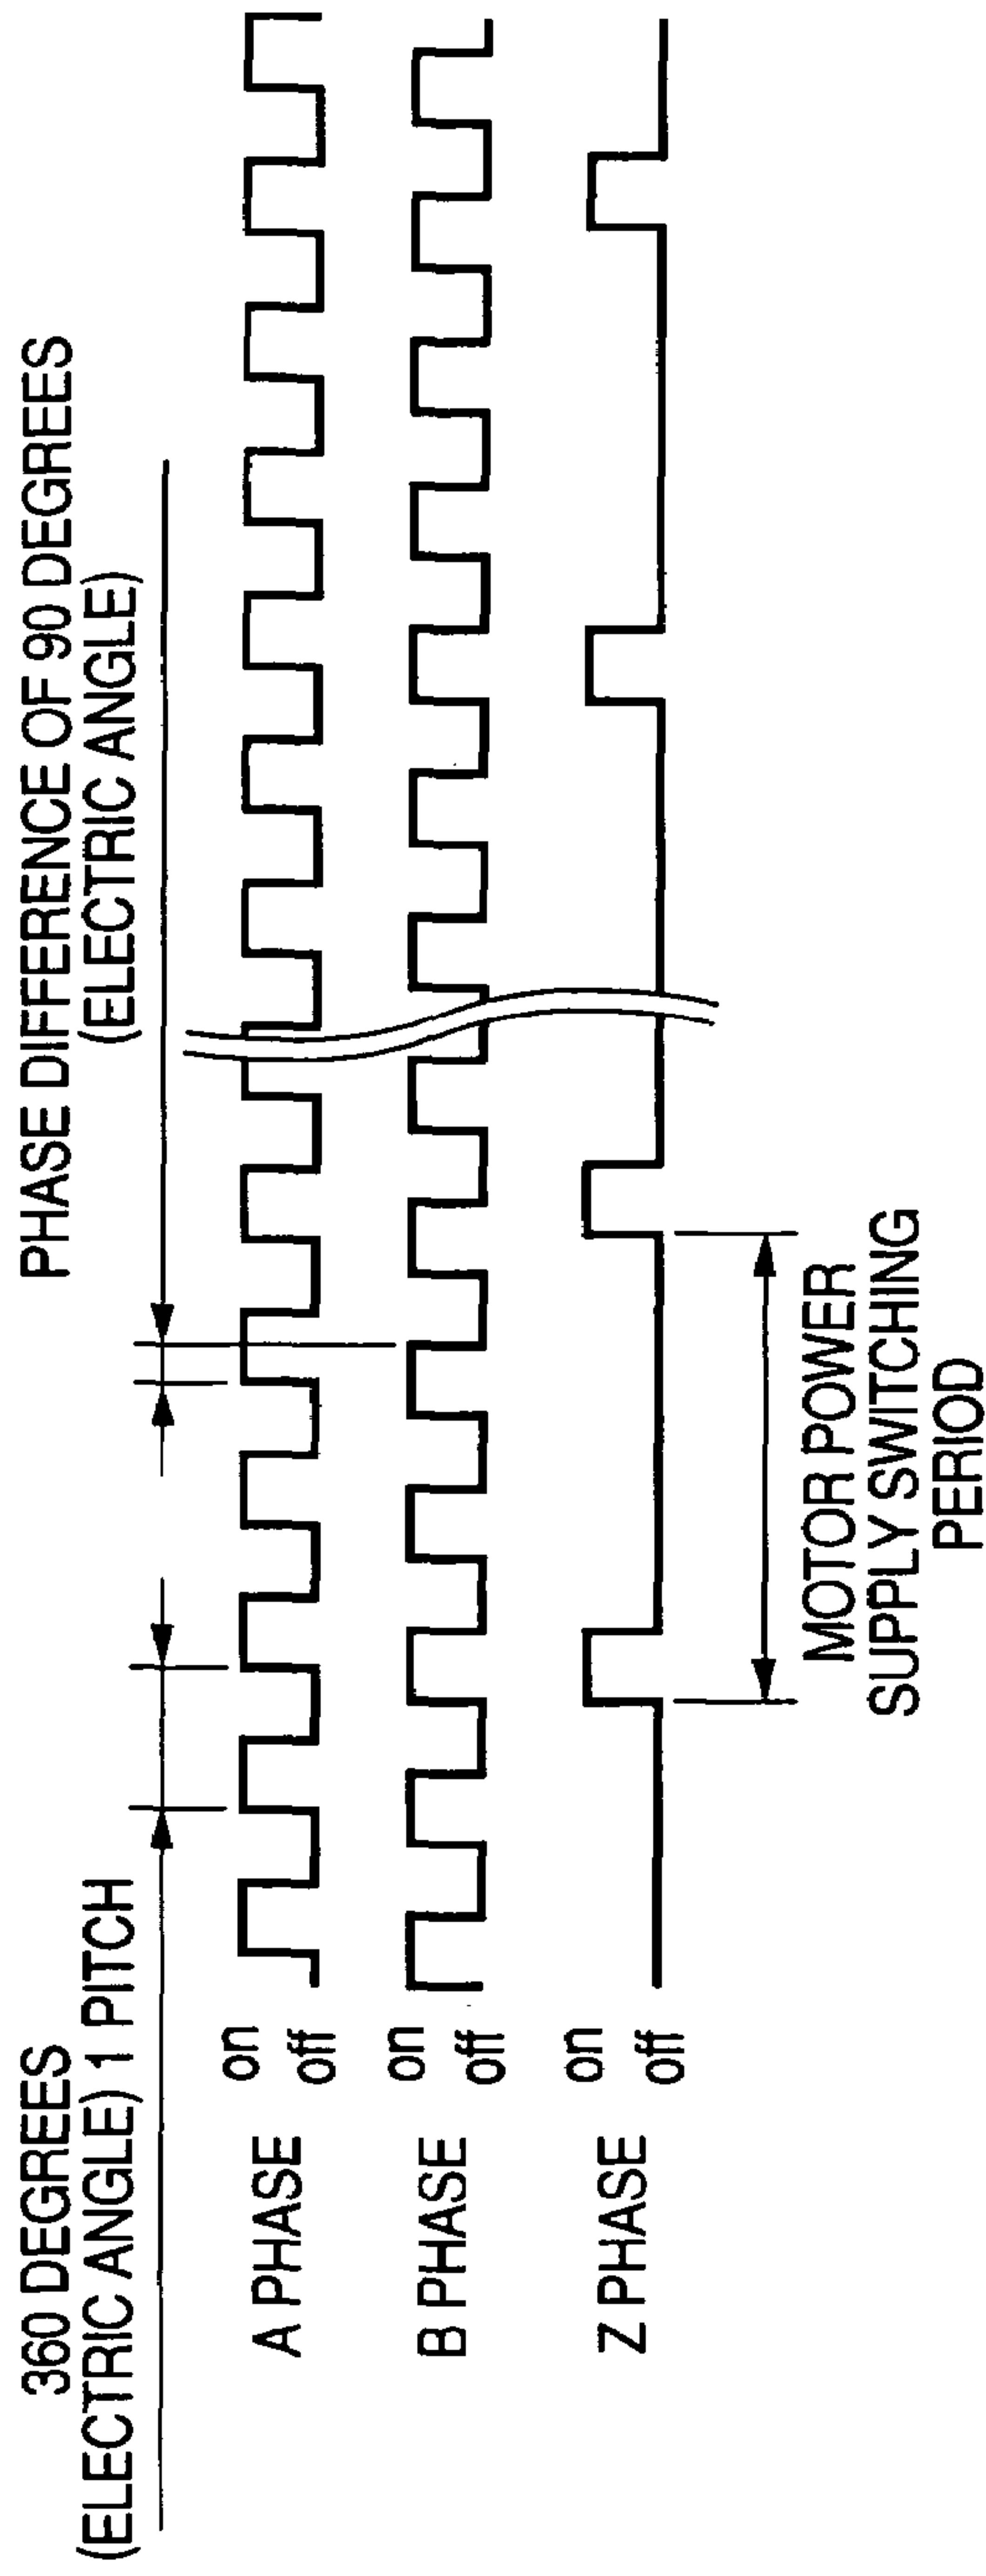 360 DEGREES
(ELECTRIC ANGLE) 1 PITCH
PHASE DIFFERENCE OF 90 DEGREES
(ELECTRIC ANGLE)
A PHASE
on
off
B PHASE
on
off
Z PHASE
on
off
MOTOR POWER
SUPPLY SWITCHING
PERIOD